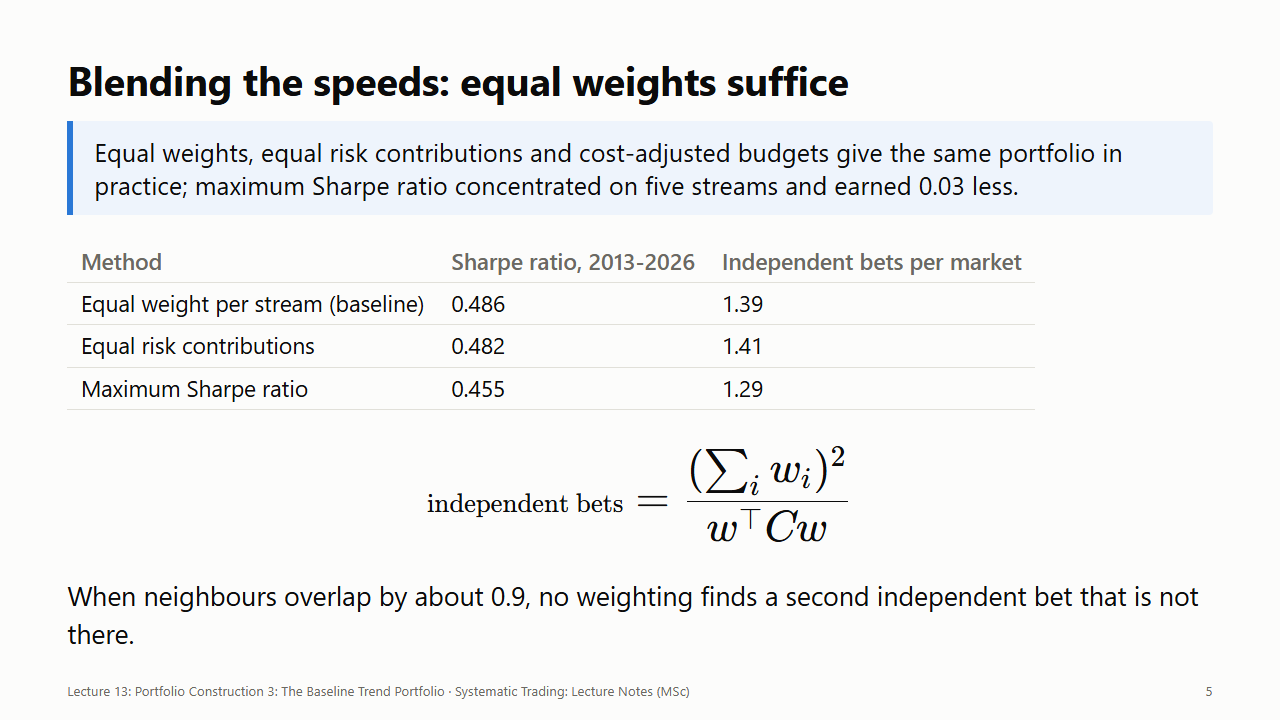 Blending the speeds: equal weights suffice
Equal weights, equal risk contributions and cost-adjusted budgets give the same portfolio in
practice; maximum Sharpe ratio concentrated on five streams and earned 0.03 less.
Method Sharpe ratio, 2013-2026 Independent bets per market
Equal weight per stream (baseline) 0.486 1.39
Equal risk contributions 0.482 1.41
Maximum Sharpe ratio 0.455 1.29
independent bets = (∑_i w_i)^2 / w^⊤Cw
When neighbours overlap by about 0.9, no weighting finds a second independent bet that is not
there.
Lecture 13: Portfolio Construction 3: The Baseline Trend Portfolio · Systematic Trading: Lecture Notes (MSc) 5